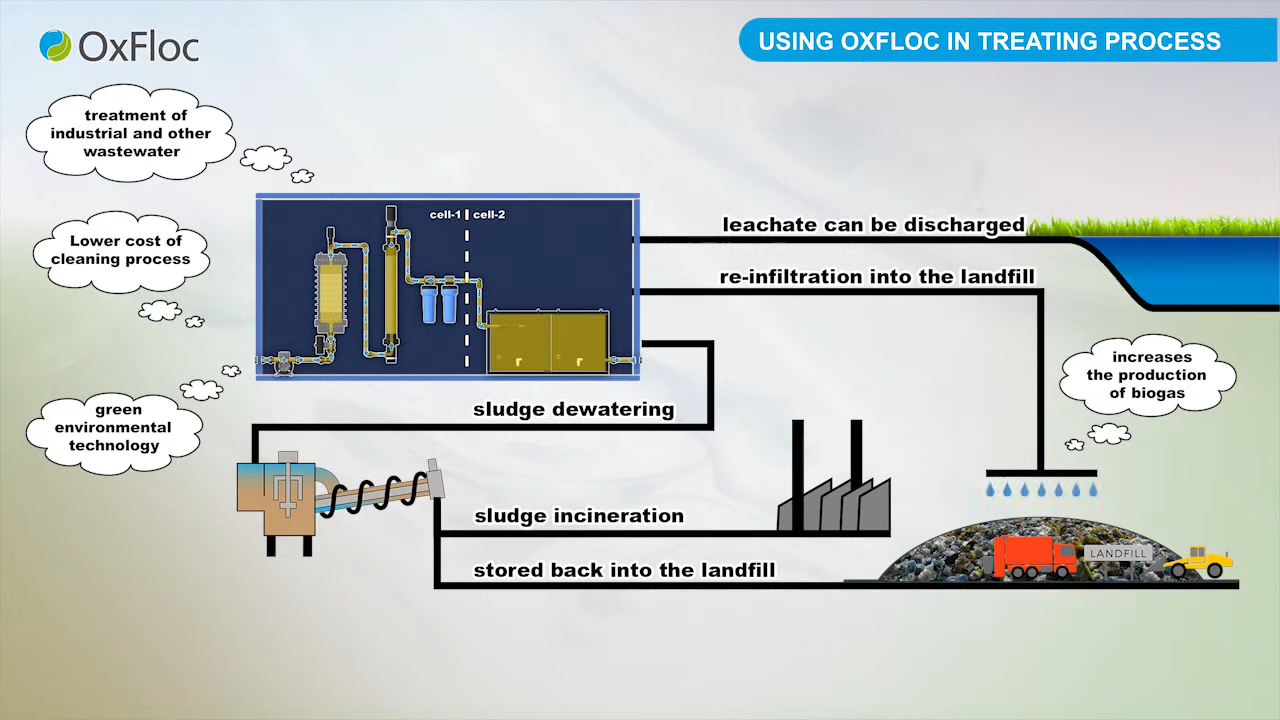 OxFloc
USING OXFLOC IN TREATING PROCESS
treatment of
industrial and other
wastewater
cell-1
cell-2
leachate can be discharged
Lower cost of
cleaning process
re-infiltration into the landfill
increases
the production
of biogas
green
environmental
technology
sludge dewatering
sludge incineration
LANDFILL
stored back into the landfill